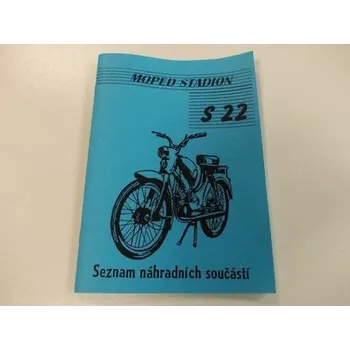 MOPED STADION
S 22
Seznam náhradních součástí